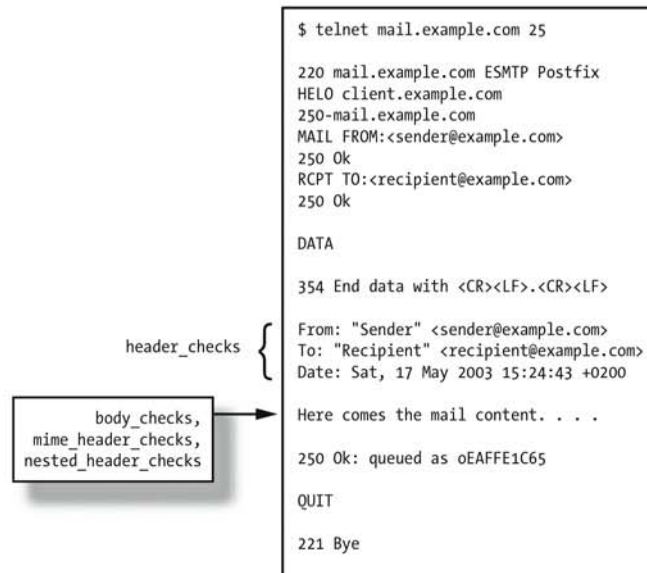 $ telnet mail.example.com 25
220 mail.example.com ESMTP Postfix
HELO client.example.com
250-mail.example.com
MAIL FROM:<sender@example.com>
250 Ok
RCPT TO:<recipient@example.com>
250 Ok
DATA
354 End data with <CR><LF>.<CR><LF>
header_checks
From: "Sender" <sender@example.com>
To: "Recipient" <recipient@example.com>
Date: Sat, 17 May 2003 15:24:43 +0200
body_checks,
mime_header_checks,
nested_header_checks
Here comes the mail content. . . .
250 Ok: queued as oEAFFE1C65
QUIT
221 Bye